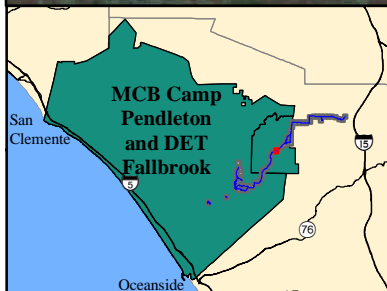 MCB Camp
Pendleton
and DET
Fallbrook
San
Clemente
5
15
76
Oceanside